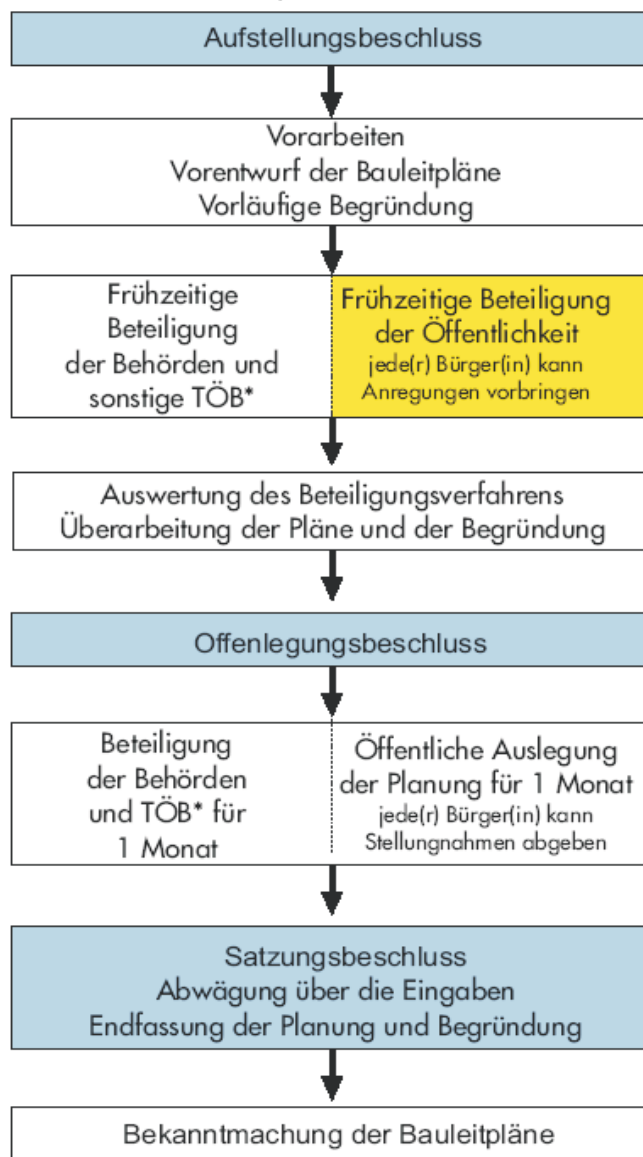 Aufstellungsbeschluss
Vorarbeiten
Vorentwurf der Bauleitpläne
Vorläufige Begründung
Frühzeitige
Beteiligung
der Behörden und
sonstige TÖB*
Frühzeitige Beteiligung
der Öffentlichkeit
jede(r) Bürger(in) kann
Anregungen vorbringen
Auswertung des Beteiligungsverfahrens
Überarbeitung der Pläne und der Begründung
Offenlegungsbeschluss
Beteiligung
der Behörden
und TÖB* für
1 Monat
Öffentliche Auslegung
der Planung für 1 Monat
jede(r) Bürger(in) kann
Stellungnahmen abgeben
Satzungsbeschluss
Abwägung über die Eingaben
Endfassung der Planung und Begründung
Bekanntmachung der Bauleitpläne